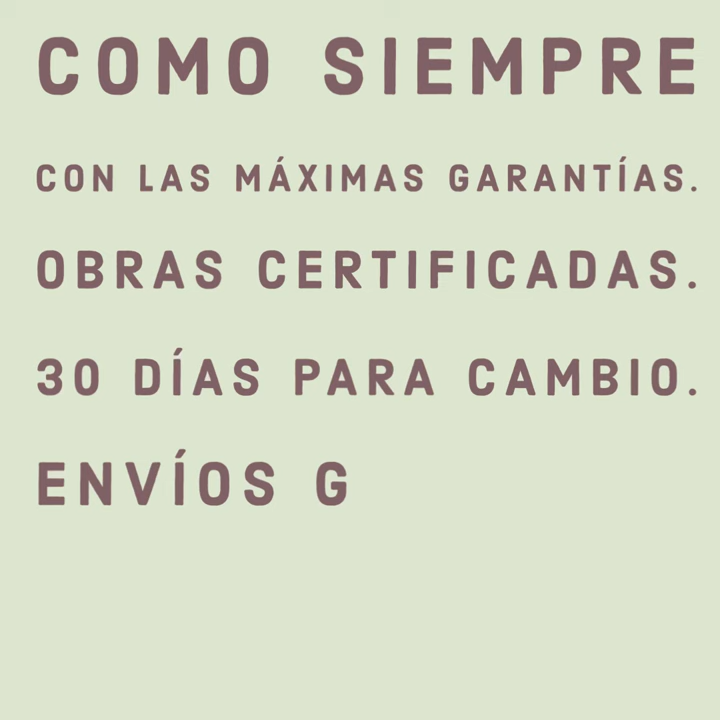 COMO SIEMPRE
CON LAS MÁXIMAS GARANTÍAS.
OBRAS CERTIFICADAS.
30 DÍAS PARA CAMBIO.
ENVÍOS G